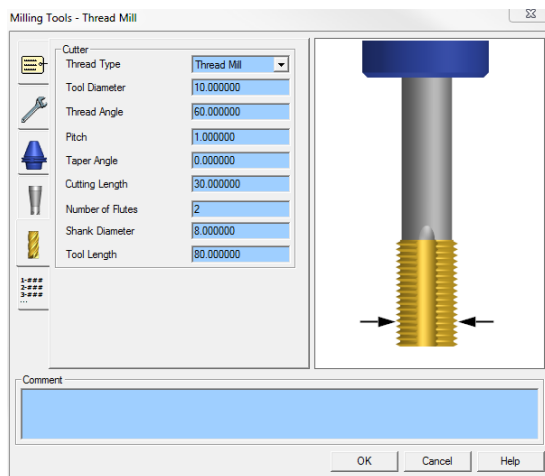 Milling Tools - Thread Mill
Cutter
Thread Type Thread Mill
Tool Diameter 10.000000
Thread Angle 60.000000
Pitch 1.000000
Taper Angle 0.000000
Cutting Length 30.000000
Number of Flutes 2
Shank Diameter 8.000000
Tool Length 80.000000
1-###
2-###
3-###
...
Comment
OK Cancel Help